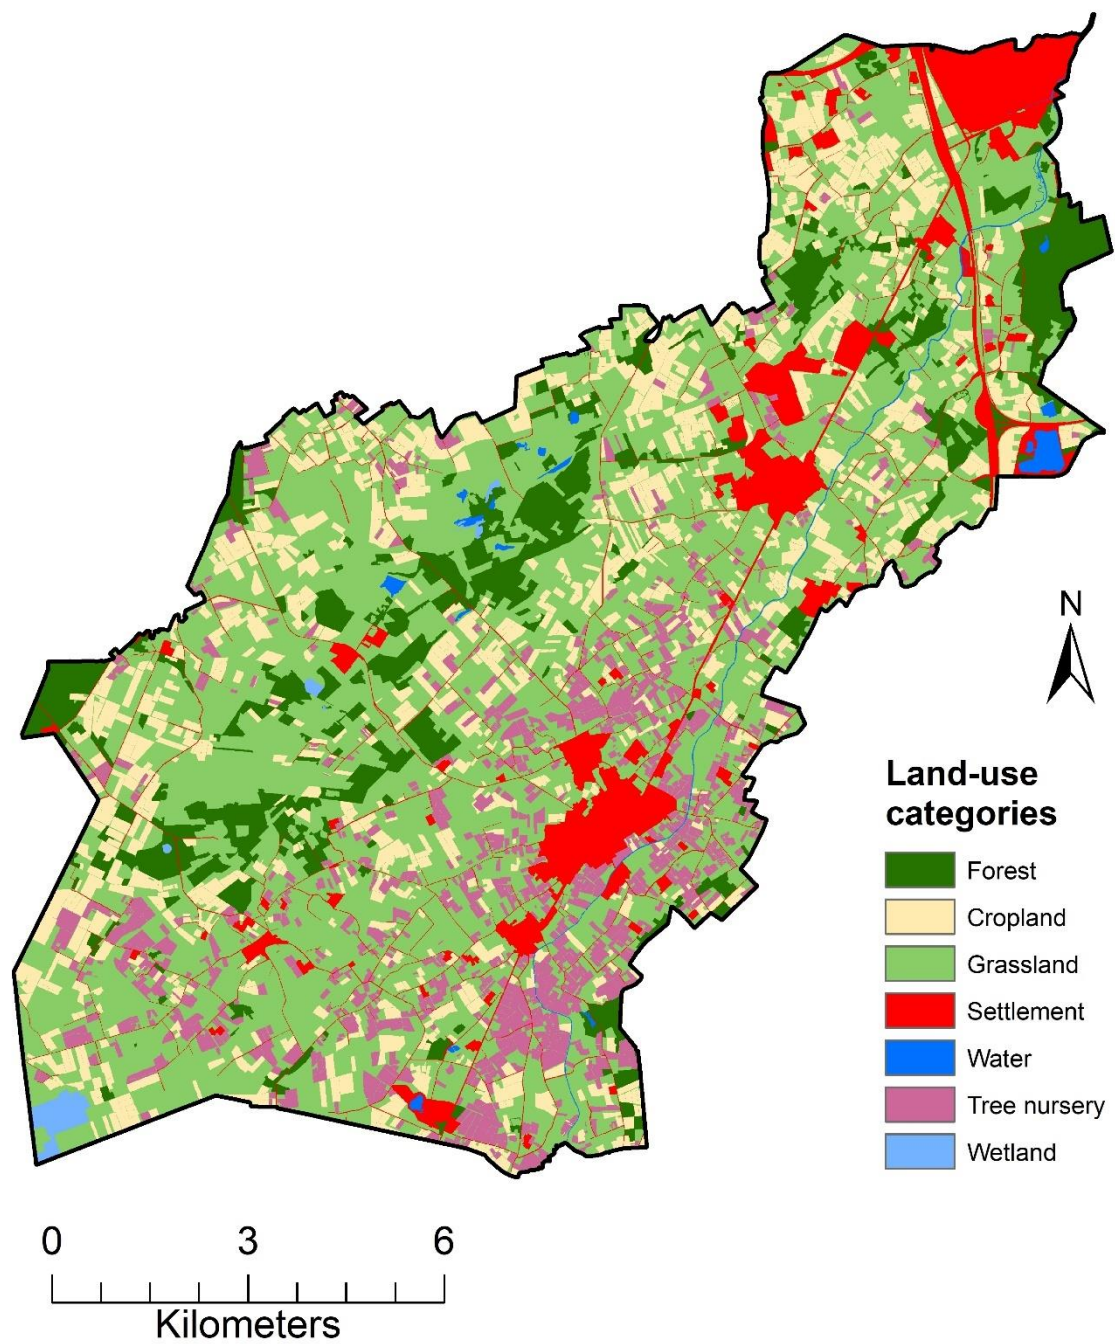 N
Land-use
categories
Forest
Cropland
Grassland
Settlement
Water
Tree nursery
Wetland
0 3 6
Kilometers